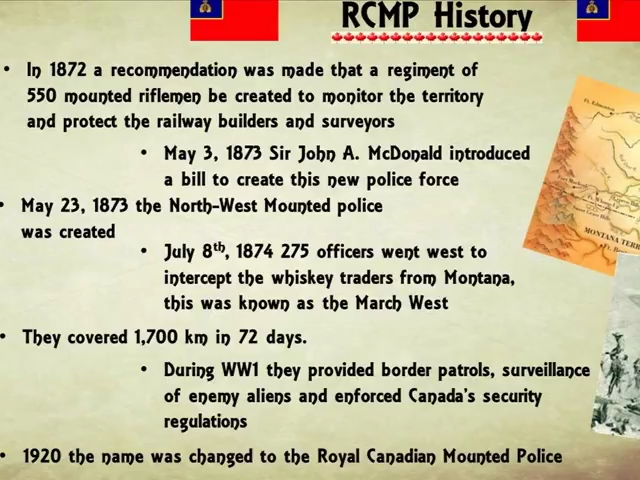 RCMP History
• In 1872 a recommendation was made that a regiment of
550 mounted riflemen be created to monitor the territory
and protect the railway builders and surveyors
• May 3, 1873 Sir John A. McDonald introduced
a bill to create this new police force
• May 23, 1873 the North-West Mounted police
was created
• July 8th, 1874 275 officers went west to
intercept the whiskey traders from Montana,
this was known as the March West
• They covered 1,700 km in 72 days.
• During WW1 they provided border patrols, surveillance
of enemy aliens and enforced Canada's security
regulations
• 1920 the name was changed to the Royal Canadian Mounted Police
Ft. Edmonton
MONTANA TERR